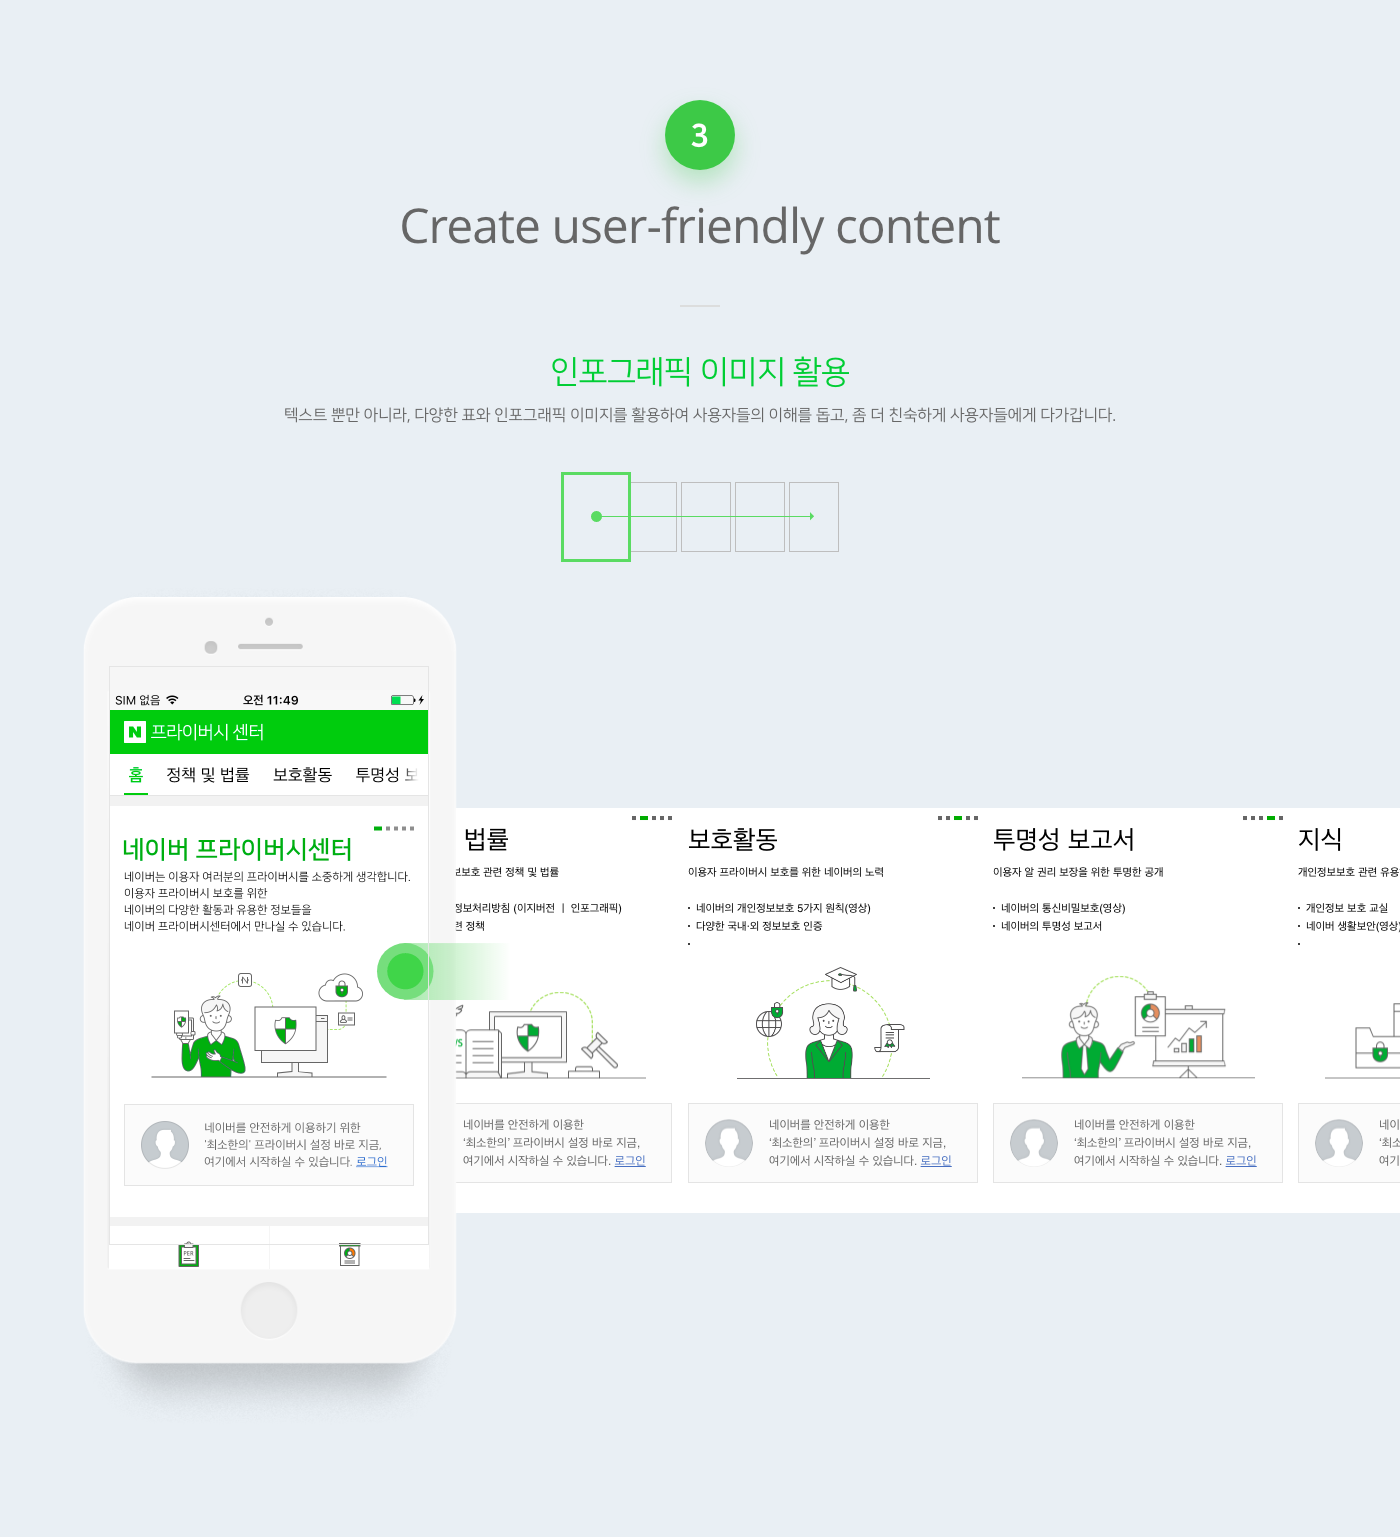 3
Create user-friendly content
인포그래픽 이미지 활용
텍스트 뿐만 아니라, 다양한 표와 인포그래픽 이미지를 활용하여 사용자들의 이해를 돕고, 좀 더 친숙하게 사용자들에게 다가갑니다.
SIM 없음 오전 11:49
N 프라이버시 센터
홈 정책 및 법률 보호활동 투명성
네이버 프라이버시센터
네이버는 이용자 여러분의 프라이버시를 소중하게 생각합니다.
이용자 프라이버시 보호를 위한
네이버의 다양한 활동과 유용한 정보들을
네이버 프라이버시센터에서 만나실 수 있습니다.
N
네이버를 안전하게 이용하기 위한
'최소한의' 프라이버시 설정 바로 지금,
여기에서 시작하실 수 있습니다. 로그인
PER
법률
보보호 관련 정책 및 법률
정보처리방침 (이지버전 | 인포그래픽)
정책
네이버를 안전하게 이용한
'최소한의' 프라이버시 설정 바로 지금,
여기에서 시작하실 수 있습니다. 로그인
보호활동
이용자 프라이버시 보호를 위한 네이버의 노력
· 네이버의 개인정보보호 5가지 원칙(영상)
· 다양한 국내·외 정보보호 인증
·
네이버를 안전하게 이용한
'최소한의' 프라이버시 설정 바로 지금,
여기에서 시작하실 수 있습니다. 로그인
투명성 보고서
이용자 알 권리 보장을 위한 투명한 공개
· 네이버의 통신비밀보호(영상)
· 네이버의 투명성 보고서
네이버를 안전하게 이용한
'최소한의' 프라이버시 설정 바로 지금,
여기에서 시작하실 수 있습니다. 로그인
지식
개인정보보호 관련 유용
· 개인정보 보호 교실
· 네이버 생활보안(영상)
·
네이
'최소
여기에